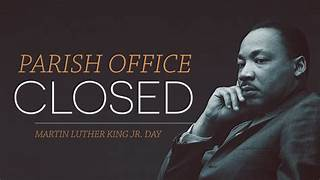 PARISH OFFICE
CLOSED
MARTIN LUTHER KING JR. DAY